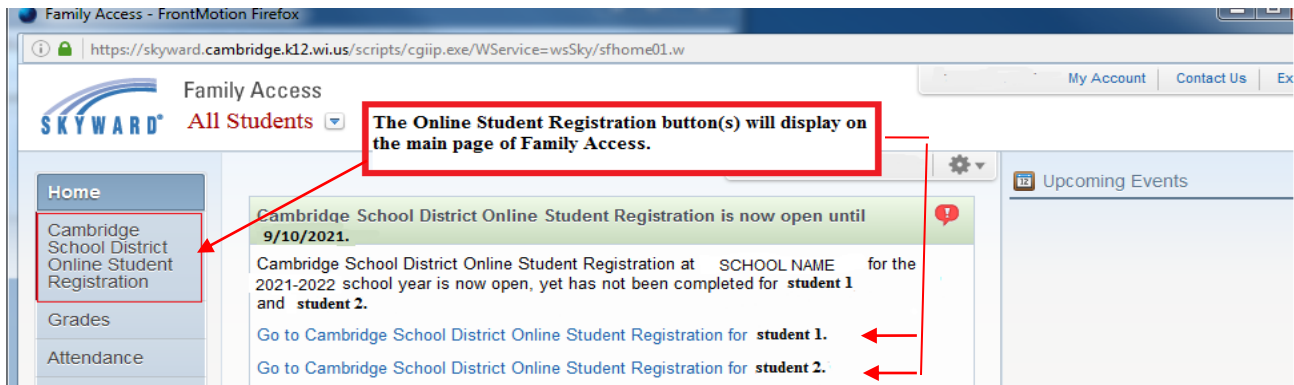 Family Access - FrontMotion Firefox
https://skyward.cambridge.k12.wi.us/scripts/cgiip.exe/WService=wsSky/sfhome01.w
My Account Contact Us Ex
Family Access
SKYWARD®
All Students
The Online Student Registration button(s) will display on
the main page of Family Access.
Home
Cambridge
School District
Online Student
Registration
Grades
Attendance
Cambridge School District Online Student Registration is now open until
9/10/2021.
Cambridge School District Online Student Registration at SCHOOL NAME for the
2021-2022 school year is now open, yet has not been completed for student 1
and student 2.
Go to Cambridge School District Online Student Registration for student 1.
Go to Cambridge School District Online Student Registration for student 2.
12 Upcoming Events